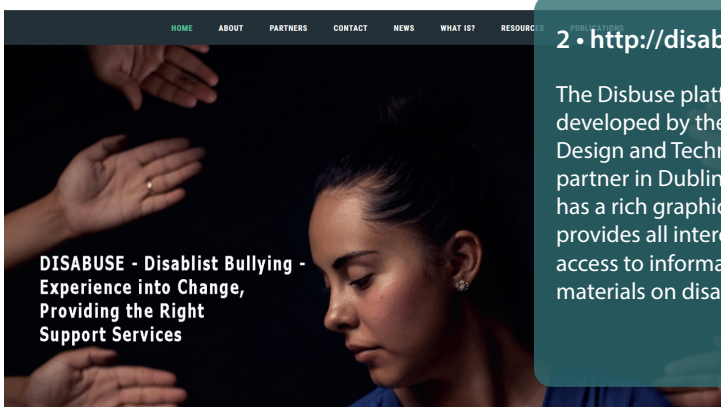 HOME ABOUT PARTNERS CONTACT NEWS WHAT IS? RESOURCES PUBLICATIONS
2 • http://disab
The Disbuse platf
developed by the
Design and Techn
partner in Dublin
has a rich graphic
provides all inter
access to informa
materials on disa
DISABUSE - Disablist Bullying -
Experience into Change,
Providing the Right
Support Services